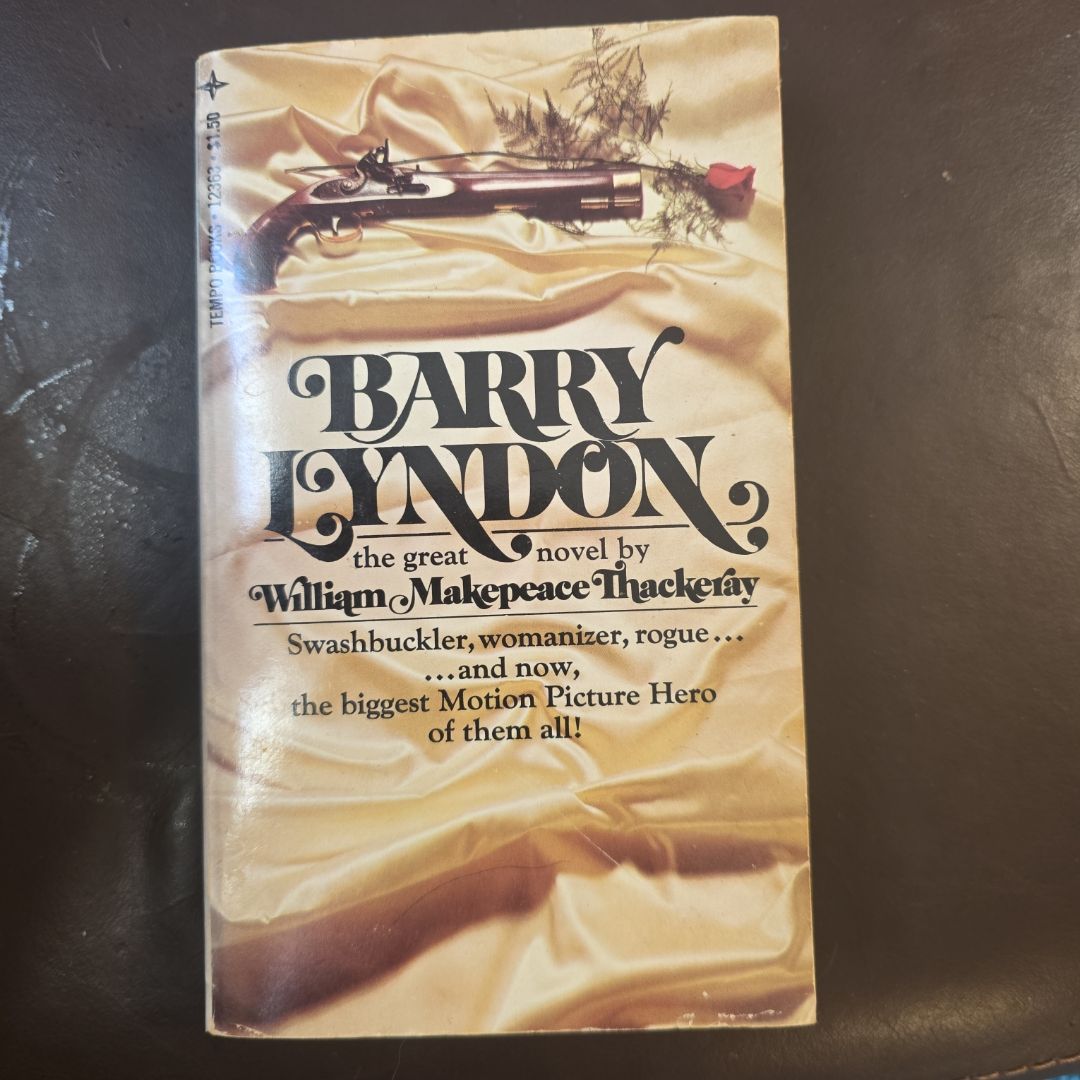 TEMPO BOOKS • 12363 • $1.50
BARRY
LYNDON
the great novel by
William Makepeace Thackeray
Swashbuckler, womanizer, rogue...
...and now,
the biggest Motion Picture Hero
of them all!